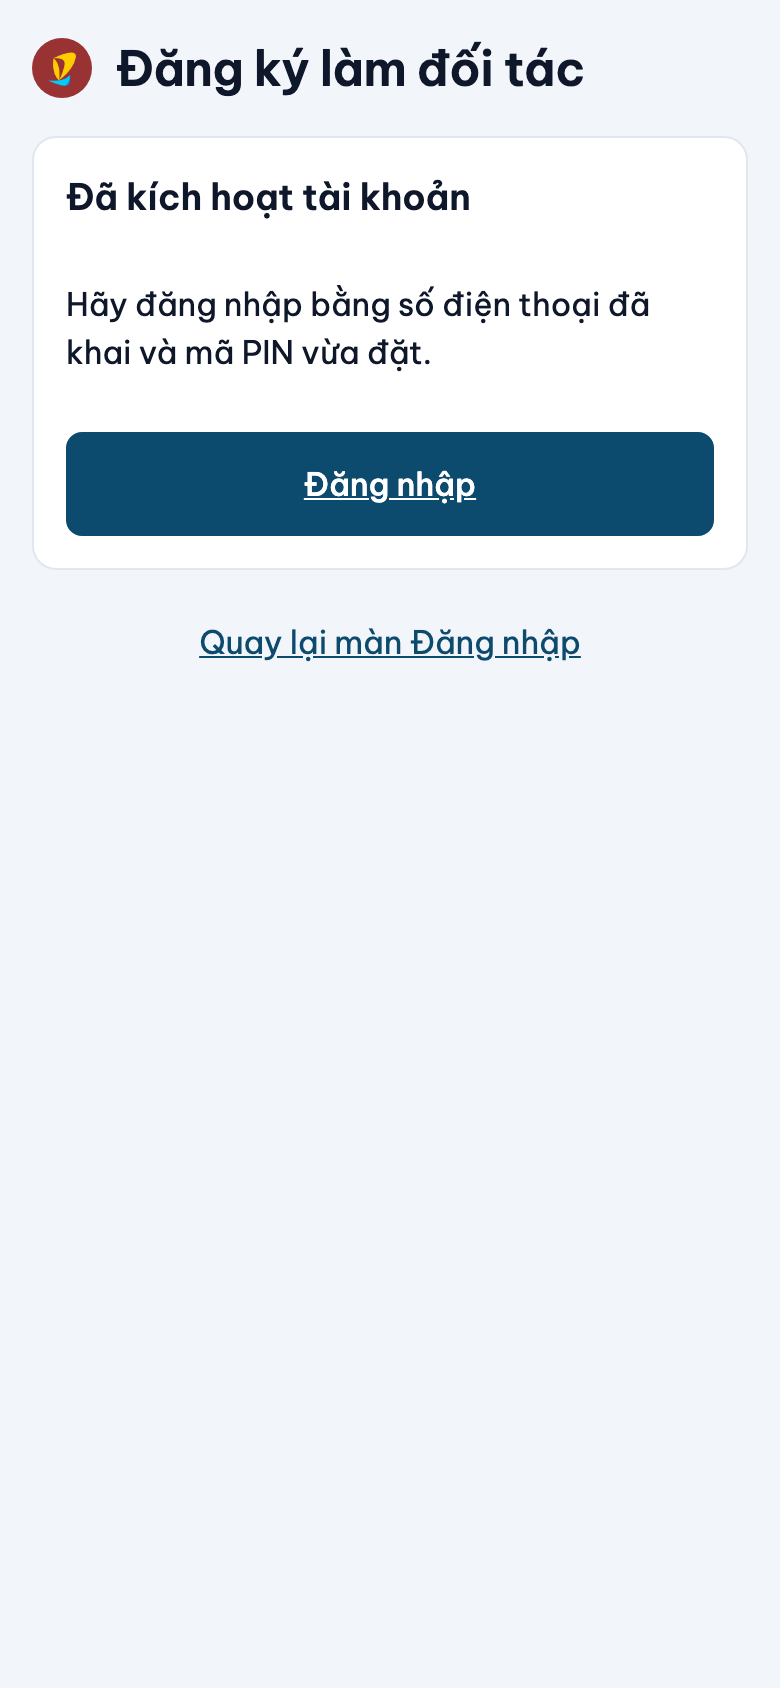 Đăng ký làm đối tác
Đã kích hoạt tài khoản
Hãy đăng nhập bằng số điện thoại đã
khai và mã PIN vừa đặt.
Đăng nhập
Quay lại màn Đăng nhập